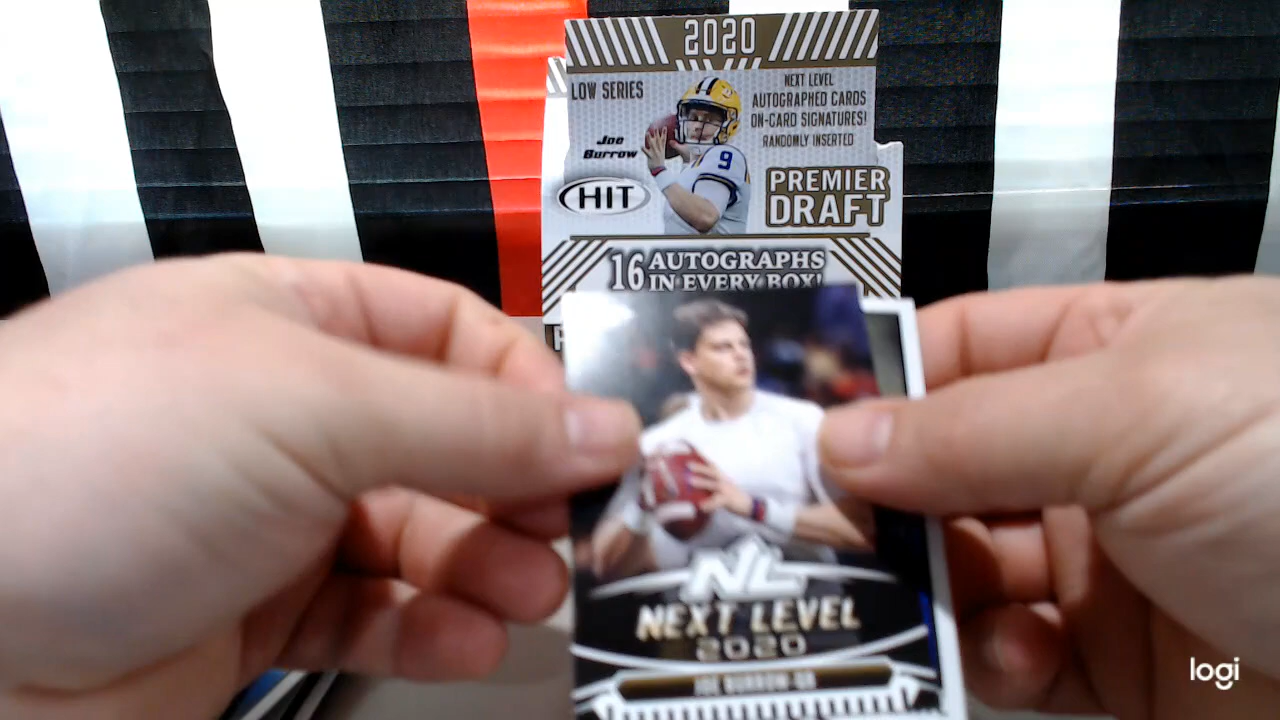 2020
LOW SERIES
NEXT LEVEL
AUTOGRAPHED CARDS
ON-CARD SIGNATURES!
RANDOMLY INSERTED
Joe
Burrow
9
HIT
PREMIER
DRAFT
16 AUTOGRAPHS
IN EVERY BOX!
NL
NEXT LEVEL
2020
JOE BURROW-QB
logi